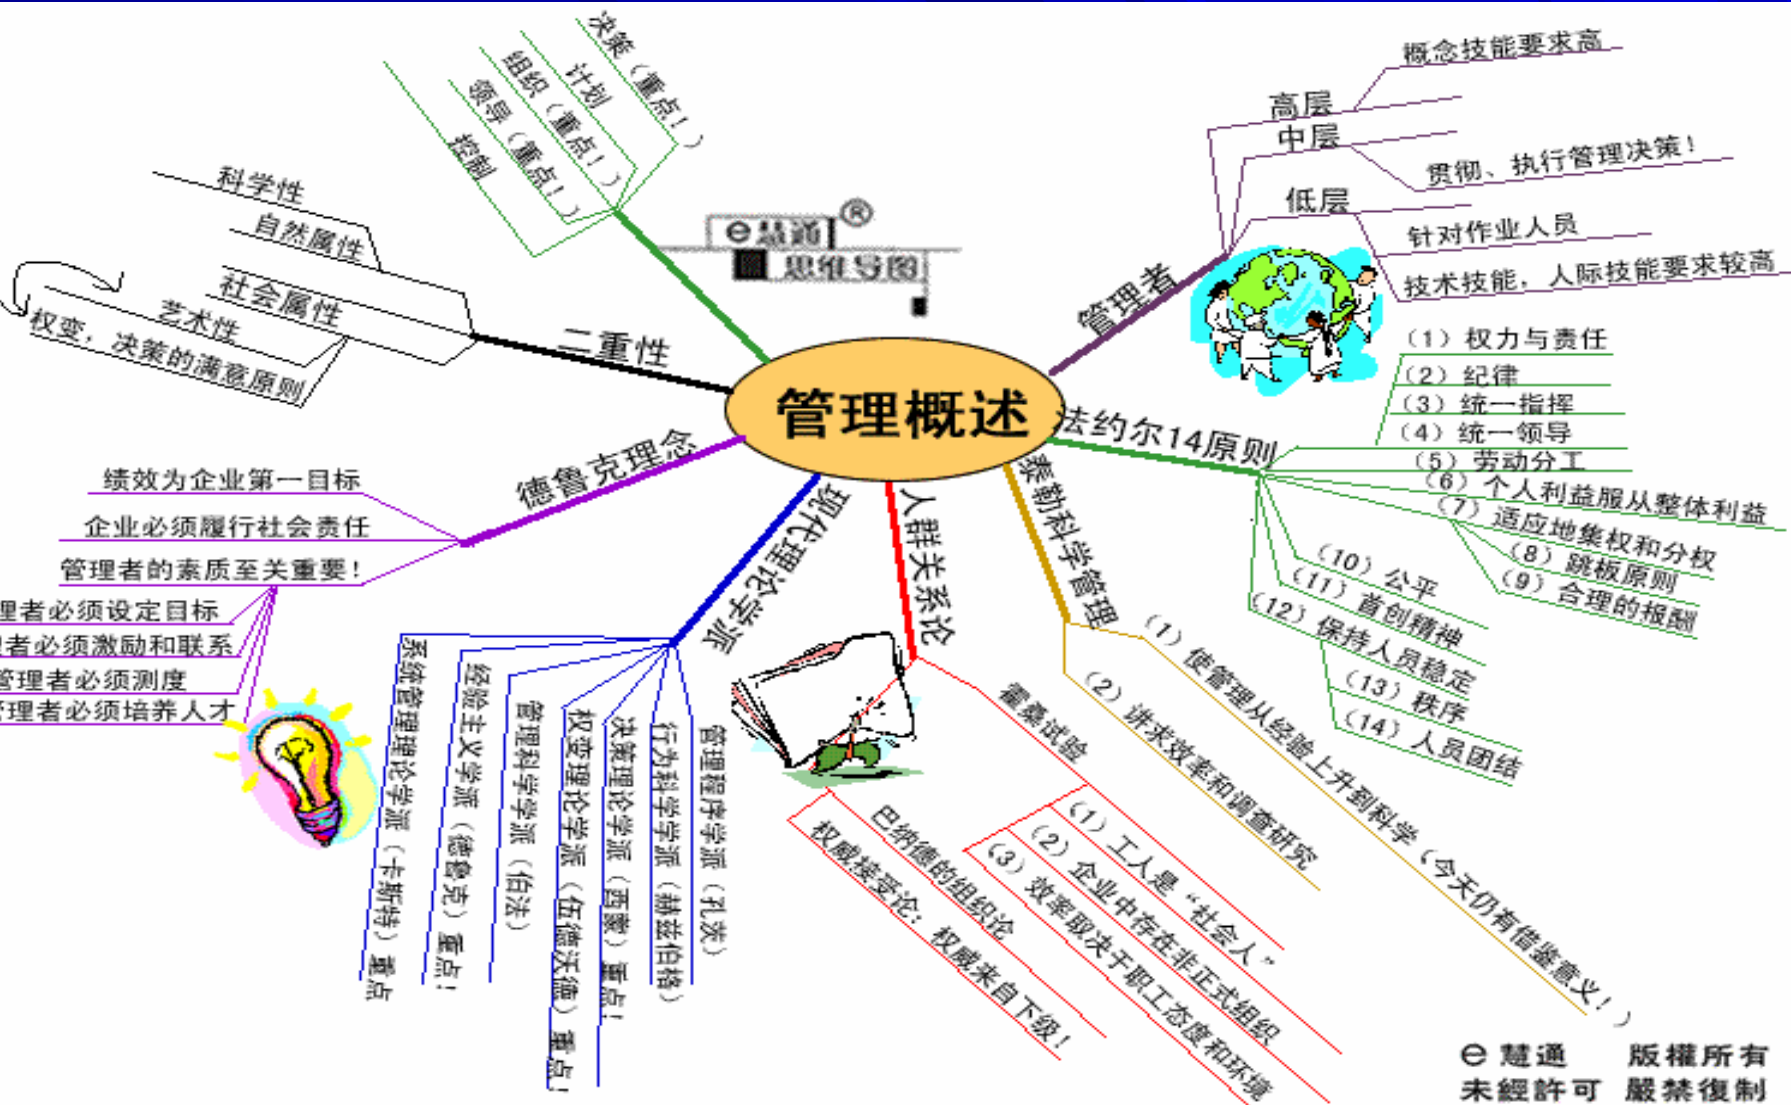 决策（重点！）
计划
组织（重点！）
领导（重点！）
控制
科学性
自然属性
社会属性
艺术性
权变，决策的满意原则
二重性
e慧通®
思维导图
管理者
高层
概念技能要求高
中层
贯彻、执行管理决策！
低层
针对作业人员
技术技能，人际技能要求较高
管理概述
法约尔14原则
（1）权力与责任
（2）纪律
（3）统一指挥
（4）统一领导
（5）劳动分工
（6）个人利益服从整体利益
（7）适应地集权和分权
（8）跳板原则
（9）合理的报酬
（10）公平
（11）首创精神
（12）保持人员稳定
（13）秩序
（14）人员团结
泰勒科学管理
（1）使管理从经验上升到科学（今天仍有借鉴意义！）
（2）讲求效率和调查研究
人群关系论
霍桑试验
（1）工人是“社会人”
（2）企业中存在非正式组织
（3）效率取决于职工态度和环境
巴纳德的组织论
权威接受论：权威来自下级！
现代理论学派
管理程序学派（孔茨）
行为科学学派（赫兹伯格）
决策理论学派（西蒙）重点！
权变理论学派（伍德沃德）重点！
管理科学学派（伯法）
经验主义学派（德鲁克）重点！
系统管理理论学派（卡斯特）重点
德鲁克理念
绩效为企业第一目标
企业必须履行社会责任
管理者的素质至关重要！
理者必须设定目标
者必须激励和联系
管理者必须测度
管理者必须培养人才
e 慧通 版權所有
未經許可 嚴禁復制